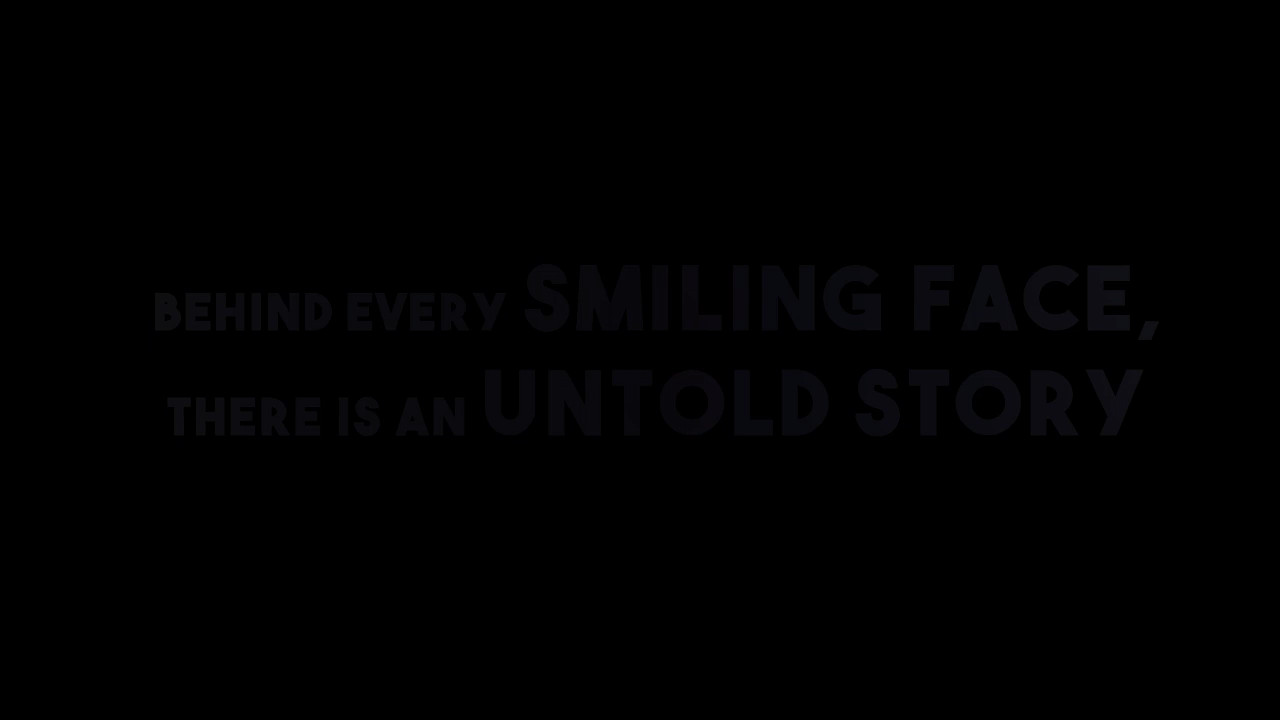 BEHIND EVERY SMILING FACE,
THERE IS AN UNTOLD STORY